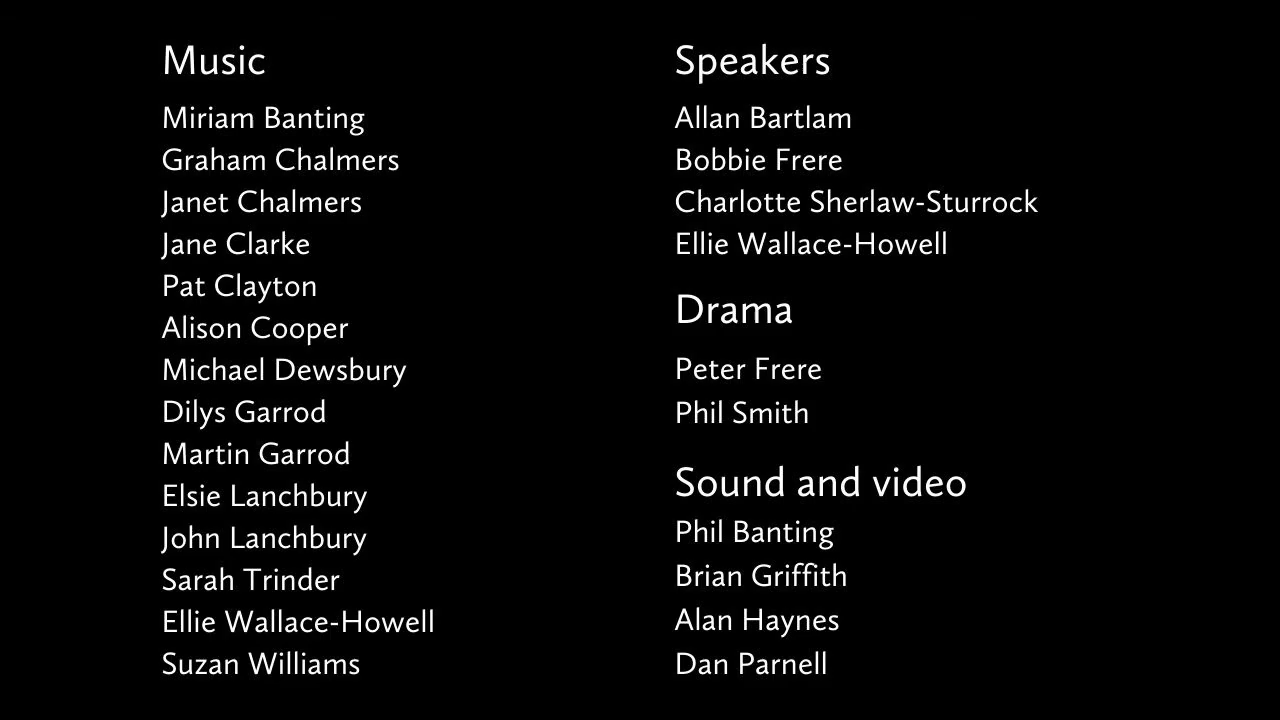 Music
Miriam Banting
Graham Chalmers
Janet Chalmers
Jane Clarke
Pat Clayton
Alison Cooper
Michael Dewsbury
Dilys Garrod
Martin Garrod
Elsie Lanchbury
John Lanchbury
Sarah Trinder
Ellie Wallace-Howell
Suzan Williams
Speakers
Allan Bartlam
Bobbie Frere
Charlotte Sherlaw-Sturrock
Ellie Wallace-Howell
Drama
Peter Frere
Phil Smith
Sound and video
Phil Banting
Brian Griffith
Alan Haynes
Dan Parnell